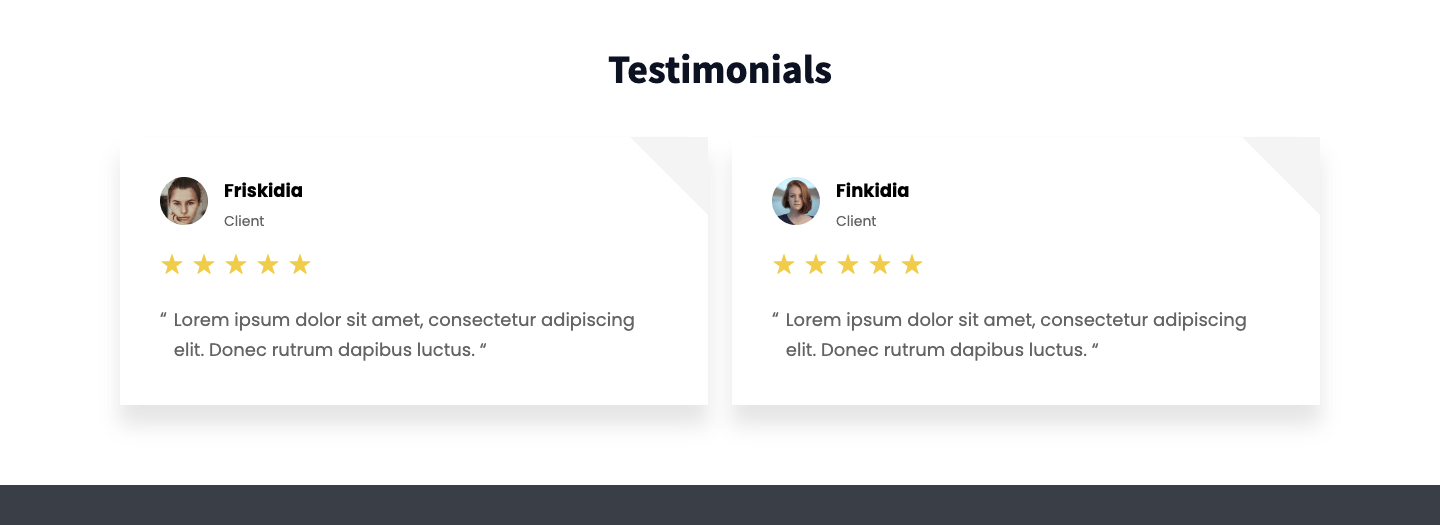 Testimonials
Friskidia
Client
“ Lorem ipsum dolor sit amet, consectetur adipiscing
elit. Donec rutrum dapibus luctus. “
Finkidia
Client
“ Lorem ipsum dolor sit amet, consectetur adipiscing
elit. Donec rutrum dapibus luctus. “